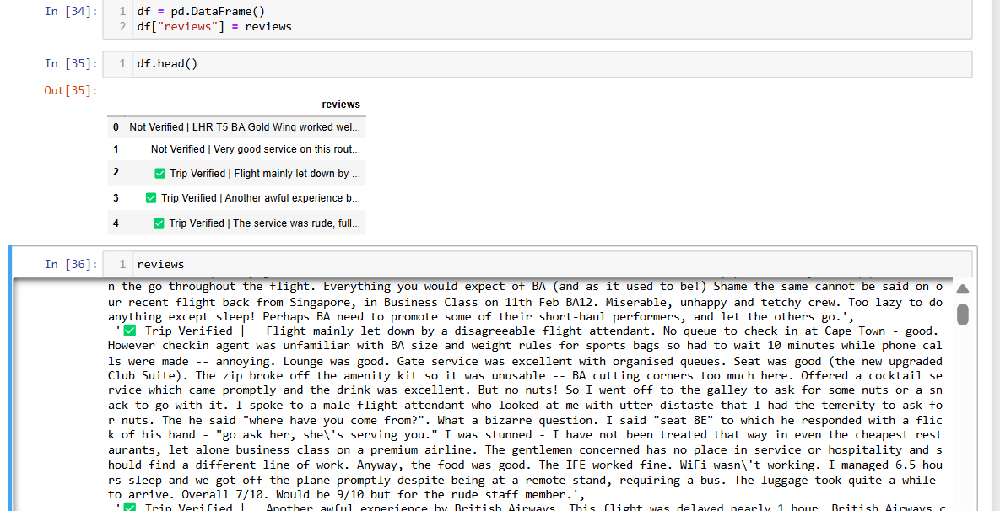 In [34]: 1 df = pd.DataFrame()
2 df["reviews"] = reviews
In [35]: 1 df.head()
Out[35]:
reviews
0 Not Verified | LHR T5 BA Gold Wing worked wel...
1 Not Verified | Very good service on this rout...
2 ✅ Trip Verified | Flight mainly let down by ...
3 ✅ Trip Verified | Another awful experience b...
4 ✅ Trip Verified | The service was rude, full...
In [36]: 1 reviews
n the go throughout the flight. Everything you would expect of BA (and as it used to be!) Shame the same cannot be said on o
ur recent flight back from Singapore, in Business Class on 11th Feb BA12. Miserable, unhappy and tetchy crew. Too lazy to do
anything except sleep! Perhaps BA need to promote some of their short-haul performers, and let the others go.',
'✅ Trip Verified | Flight mainly let down by a disagreeable flight attendant. No queue to check in at Cape Town - good.
However checkin agent was unfamiliar with BA size and weight rules for sports bags so had to wait 10 minutes while phone cal
ls were made -- annoying. Lounge was good. Gate service was excellent with organised queues. Seat was good (the new upgraded
Club Suite). The zip broke off the amenity kit so it was unusable -- BA cutting corners too much here. Offered a cocktail se
rvice which came promptly and the drink was excellent. But no nuts! So I went off to the galley to ask for some nuts or a sn
ack to go with it. I spoke to a male flight attendant who looked at me with utter distaste that I had the temerity to ask fo
r nuts. The he said "where have you come from?". What a bizarre question. I said "seat 8E" to which he responded with a flic
k of his hand - "go ask her, she\'s serving you." I was stunned - I have not been treated that way in even the cheapest rest
aurants, let alone business class on a premium airline. The gentlemen concerned has no place in service or hospitality and s
hould find a different line of work. Anyway, the food was good. The IFE worked fine. WiFi wasn\'t working. I managed 6.5 hou
rs sleep and we got off the plane promptly despite being at a remote stand, requiring a bus. The luggage took quite a while
to arrive. Overall 7/10. Would be 9/10 but for the rude staff member.',
'✅ Trip Verified | Another awful experience by British Airways. This flight was delayed nearly 1 hour. British Airways c